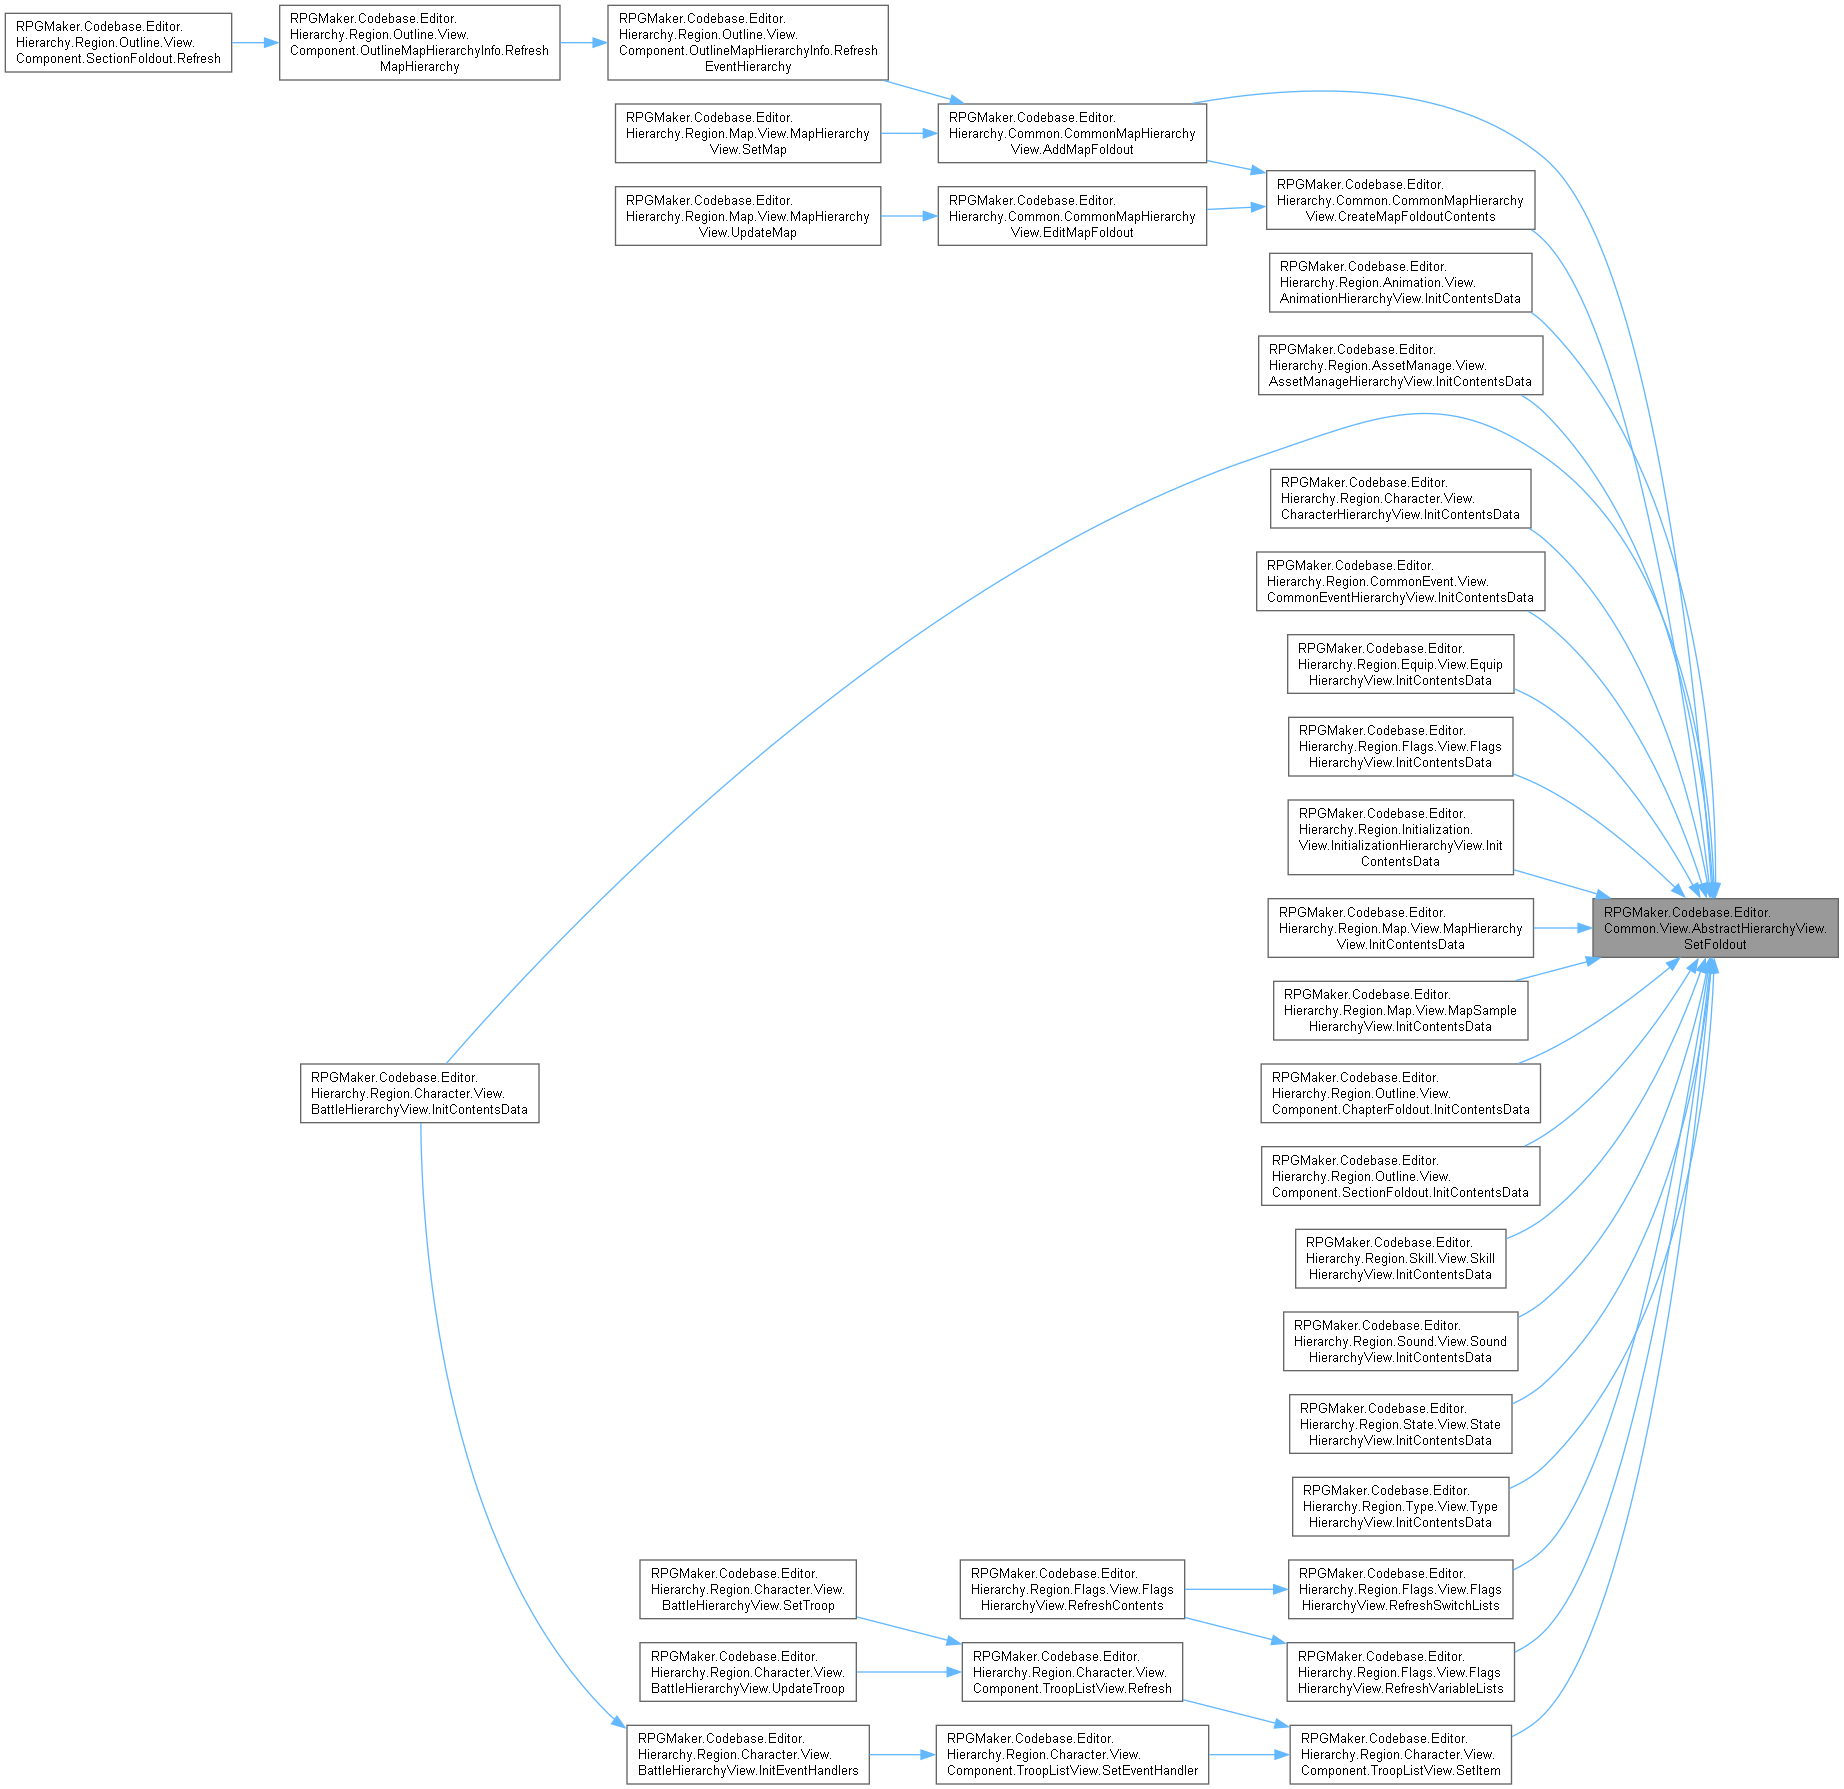 RPGMaker.Codebase.Editor.
Hierarchy.Region.Outline.View.
Component.SectionFoldout.Refresh
RPGMaker.Codebase.Editor.
Hierarchy.Region.Outline.View.
Component.OutlineMapHierarchyInfo.Refresh
MapHierarchy
RPGMaker.Codebase.Editor.
Hierarchy.Region.Outline.View.
Component.OutlineMapHierarchyInfo.Refresh
EventHierarchy
RPGMaker.Codebase.Editor.
Hierarchy.Region.Map.View.MapHierarchy
View.SetMap
RPGMaker.Codebase.Editor.
Hierarchy.Common.CommonMapHierarchy
View.AddMapFoldout
RPGMaker.Codebase.Editor.
Hierarchy.Common.CommonMapHierarchy
View.CreateMapFoldoutContents
RPGMaker.Codebase.Editor.
Hierarchy.Region.Map.View.MapHierarchy
View.UpdateMap
RPGMaker.Codebase.Editor.
Hierarchy.Common.CommonMapHierarchy
View.EditMapFoldout
RPGMaker.Codebase.Editor.
Hierarchy.Region.Animation.View.
AnimationHierarchyView.InitContentsData
RPGMaker.Codebase.Editor.
Hierarchy.Region.AssetManage.View.
AssetManageHierarchyView.InitContentsData
RPGMaker.Codebase.Editor.
Hierarchy.Region.Character.View.
CharacterHierarchyView.InitContentsData
RPGMaker.Codebase.Editor.
Hierarchy.Region.CommonEvent.View.
CommonEventHierarchyView.InitContentsData
RPGMaker.Codebase.Editor.
Hierarchy.Region.Equip.View.Equip
HierarchyView.InitContentsData
RPGMaker.Codebase.Editor.
Hierarchy.Region.Flags.View.Flags
HierarchyView.InitContentsData
RPGMaker.Codebase.Editor.
Hierarchy.Region.Initialization.
View.InitializationHierarchyView.Init
ContentsData
RPGMaker.Codebase.Editor.
Hierarchy.Region.Map.View.MapHierarchy
View.InitContentsData
RPGMaker.Codebase.Editor.
Common.View.AbstractHierarchyView.
SetFoldout
RPGMaker.Codebase.Editor.
Hierarchy.Region.Map.View.MapSample
HierarchyView.InitContentsData
RPGMaker.Codebase.Editor.
Hierarchy.Region.Character.View.
BattleHierarchyView.InitContentsData
RPGMaker.Codebase.Editor.
Hierarchy.Region.Outline.View.
Component.ChapterFoldout.InitContentsData
RPGMaker.Codebase.Editor.
Hierarchy.Region.Outline.View.
Component.SectionFoldout.InitContentsData
RPGMaker.Codebase.Editor.
Hierarchy.Region.Skill.View.Skill
HierarchyView.InitContentsData
RPGMaker.Codebase.Editor.
Hierarchy.Region.Sound.View.Sound
HierarchyView.InitContentsData
RPGMaker.Codebase.Editor.
Hierarchy.Region.State.View.State
HierarchyView.InitContentsData
RPGMaker.Codebase.Editor.
Hierarchy.Region.Type.View.Type
HierarchyView.InitContentsData
RPGMaker.Codebase.Editor.
Hierarchy.Region.Character.View.
BattleHierarchyView.SetTroop
RPGMaker.Codebase.Editor.
Hierarchy.Region.Flags.View.Flags
HierarchyView.RefreshContents
RPGMaker.Codebase.Editor.
Hierarchy.Region.Flags.View.Flags
HierarchyView.RefreshSwitchLists
RPGMaker.Codebase.Editor.
Hierarchy.Region.Character.View.
BattleHierarchyView.UpdateTroop
RPGMaker.Codebase.Editor.
Hierarchy.Region.Character.View.
Component.TroopListView.Refresh
RPGMaker.Codebase.Editor.
Hierarchy.Region.Flags.View.Flags
HierarchyView.RefreshVariableLists
RPGMaker.Codebase.Editor.
Hierarchy.Region.Character.View.
BattleHierarchyView.InitEventHandlers
RPGMaker.Codebase.Editor.
Hierarchy.Region.Character.View.
Component.TroopListView.SetEventHandler
RPGMaker.Codebase.Editor.
Hierarchy.Region.Character.View.
Component.TroopListView.SetItem